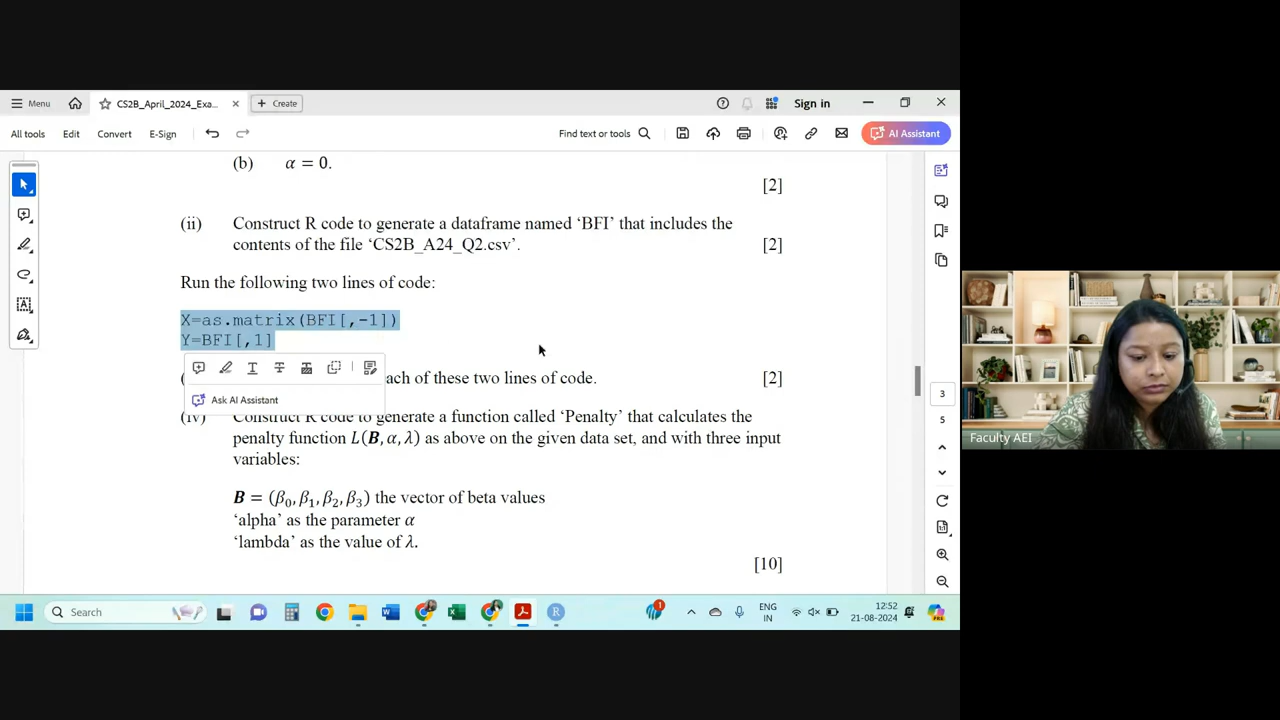 Menu
CS2B_April_2024_Exa...
Create
Sign in
All tools
Edit
Convert
E-Sign
Find text or tools
AI Assistant
(b) α = 0.
[2]
(ii) Construct R code to generate a dataframe named ‘BFI’ that includes the
contents of the file ‘CS2B_A24_Q2.csv’. [2]
Run the following two lines of code:
X=as.matrix(BFI[,-1])
Y=BFI[,1]
ach of these two lines of code. [2]
Ask AI Assistant
(iv) Construct R code to generate a function called ‘Penalty’ that calculates the
penalty function L(B, α, λ) as above on the given data set, and with three input
variables:
B = (β0, β1, β2, β3) the vector of beta values
‘alpha’ as the parameter α
‘lambda’ as the value of λ.
[10]
3
5
Faculty AEI
Search
1
ENG
IN
12:52
21-08-2024